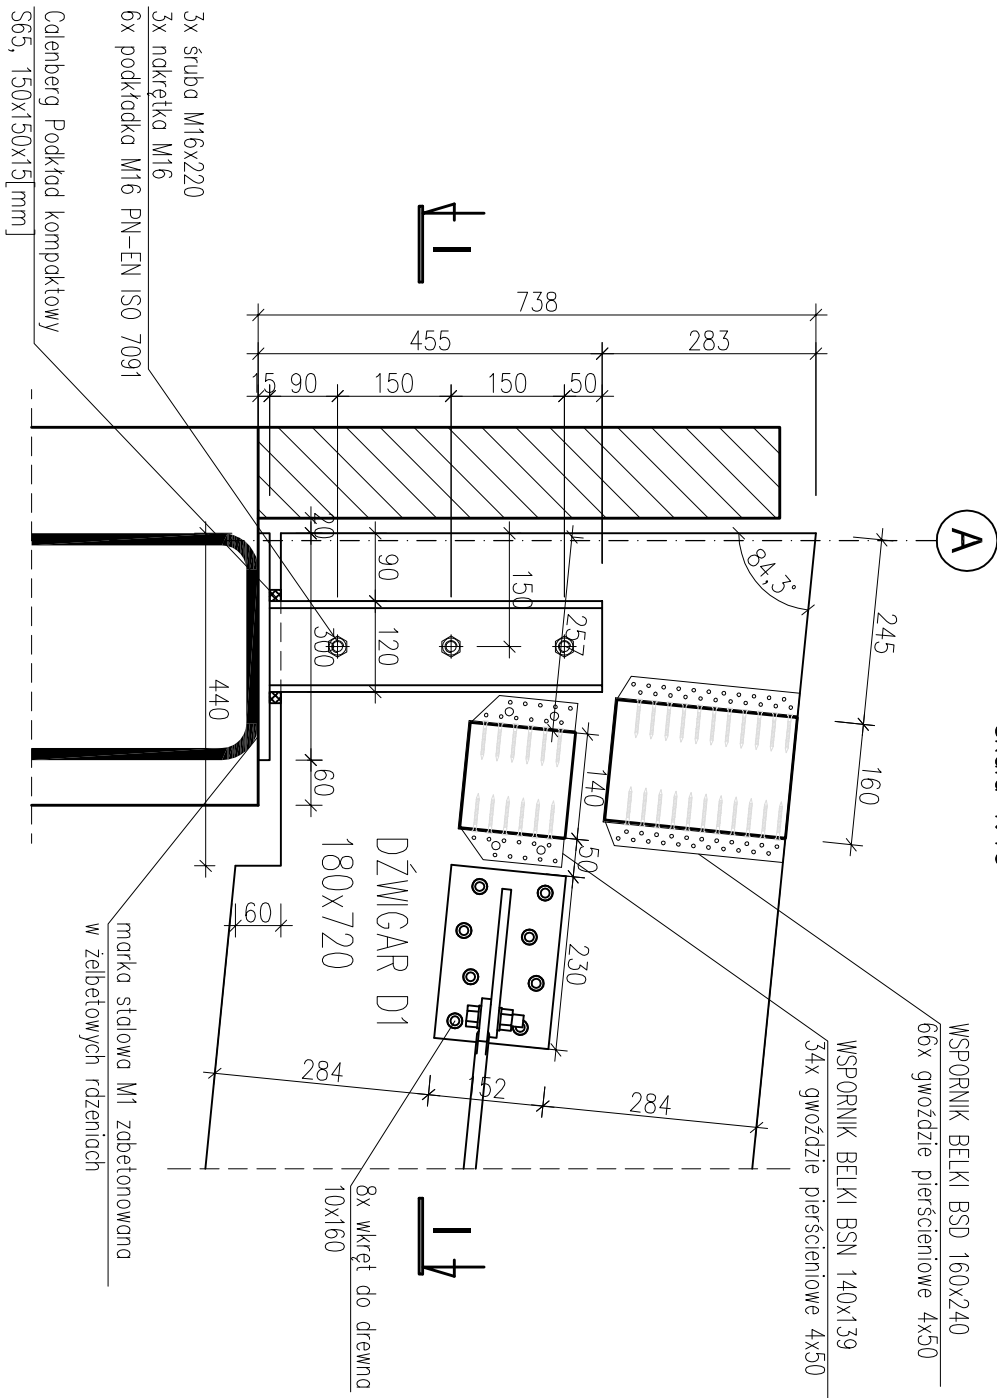 A
3x śruba M16x220
3x nakrętka M16
6x podkładka M16 PN-EN ISO 7091
Calenberg Podkład kompaktowy
S65, 150x150x15[mm]
I
738
455
283
15
90
150
150
50
20
90
150
257
84,3°
245
160
300
120
440
60
140
50
230
DŹWIGAR D1
180x720
60
284
152
284
marka stalowa M1 zabetonowana
w żelbetowych rdzeniach
8x wkręt do drewna
10x160
WSPORNIK BELKI BSN 140x139
34x gwoździe pierścieniowe 4x50
WSPORNIK BELKI BSD 160x240
66x gwoździe pierścieniowe 4x50
I